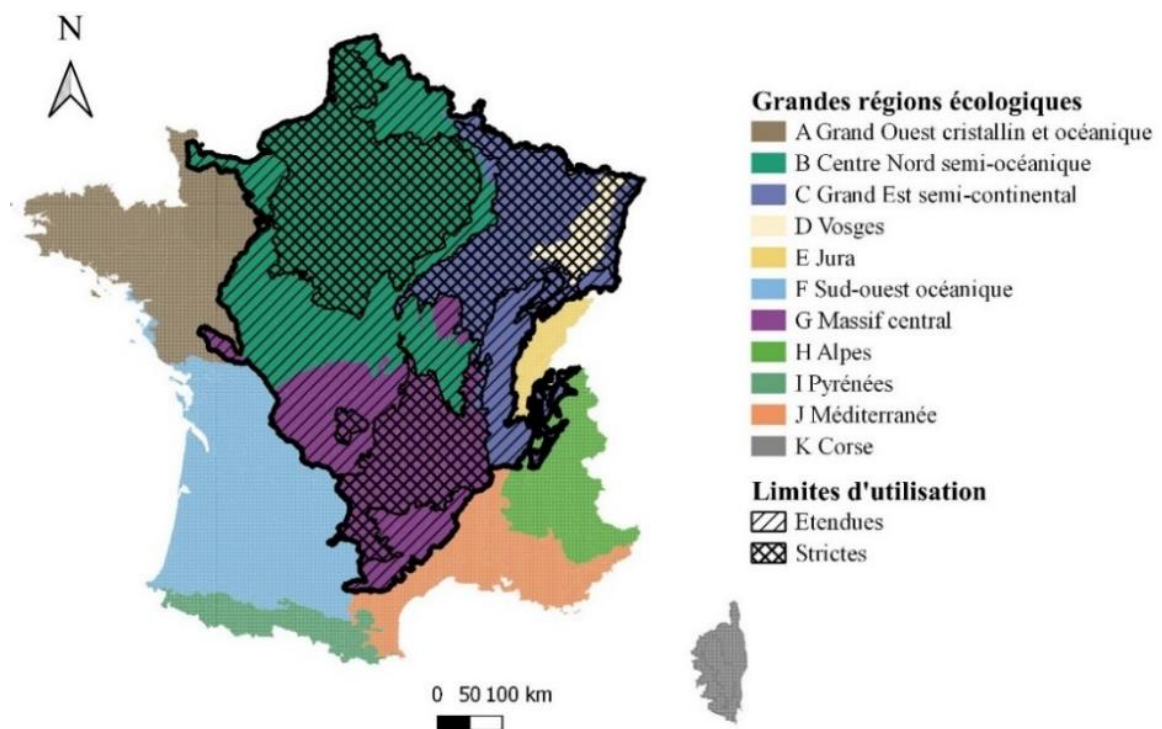 N
Grandes régions écologiques
A Grand Ouest cristallin et océanique
B Centre Nord semi-océanique
C Grand Est semi-continental
D Vosges
E Jura
F Sud-ouest océanique
G Massif central
H Alpes
I Pyrénées
J Méditerranée
K Corse
Limites d'utilisation
Etendues
Strictes
0 50 100 km